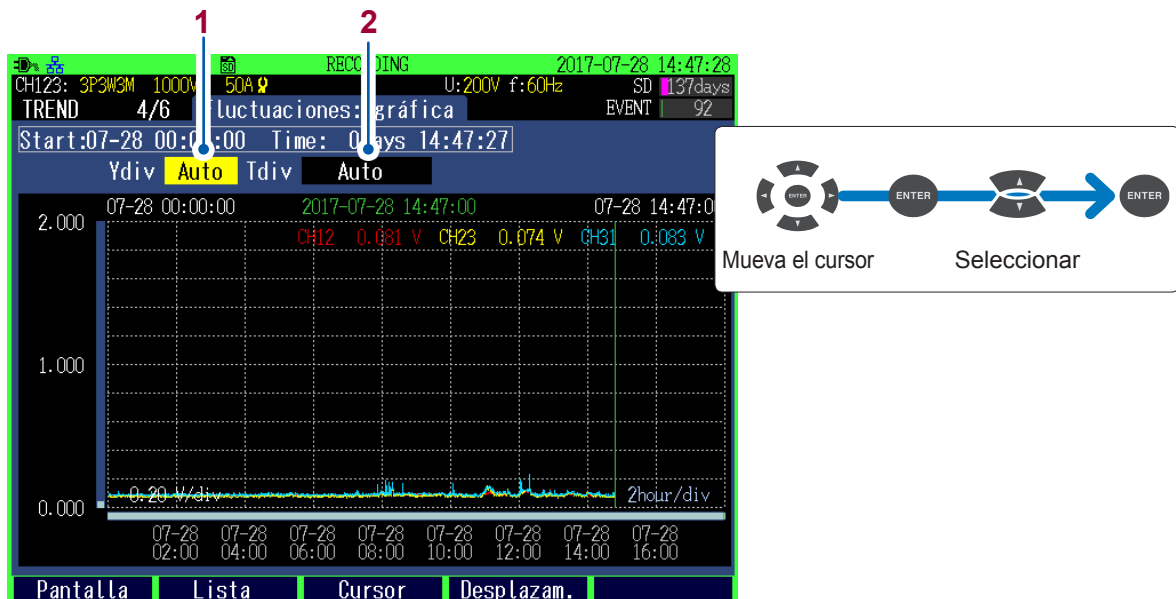 1 2
SD RECORDING 2017-07-28 14:47:28
CH123: 3P3W3M 1000V 50A U:200V f:60Hz SD 137days
TREND 4/6 Fluctuaciones: gráfica EVENT 92
Start:07-28 00:00:00 Time: 0days 14:47:27
Ydiv Auto Tdiv Auto
07-28 00:00:00 2017-07-28 14:47:00 07-28 14:47:0
2.000
CH12 0.081 V CH23 0.074 V CH31 0.083 V
1.000
0.20 V/div 2hour/div
0.000
07-28 07-28 07-28 07-28 07-28 07-28 07-28 07-28
02:00 04:00 06:00 08:00 10:00 12:00 14:00 16:00
Pantalla Lista Cursor Desplazam.
ENTER ENTER ENTER
Mueva el cursor Seleccionar